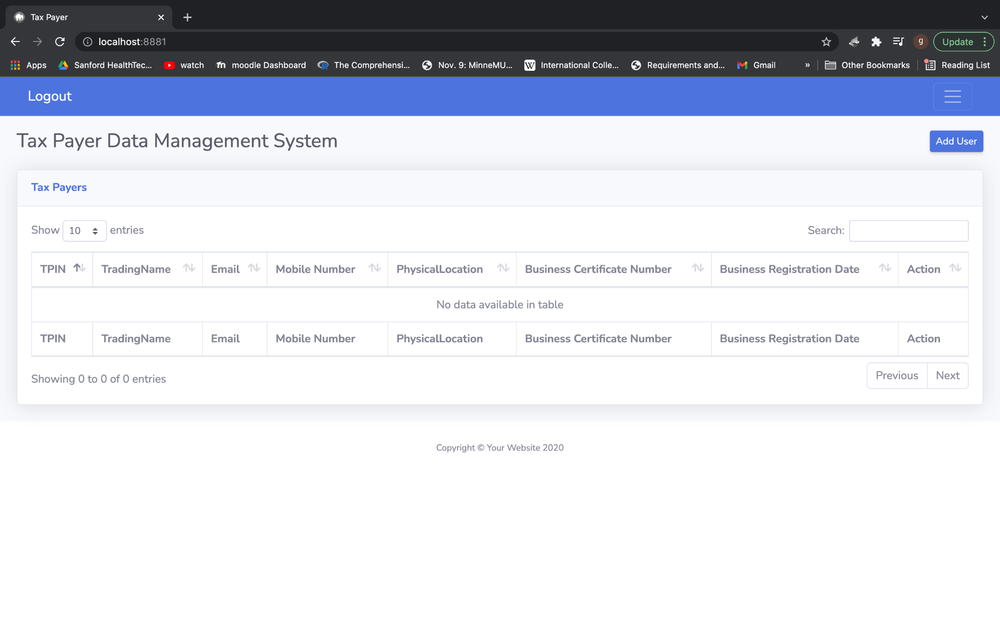 Tax Payer
localhost:8881
g
Update
Apps
Sanford HealthTec...
watch
moodle Dashboard
The Comprehensi...
Nov. 9: MinneMU...
W
International Colle...
Requirements and...
Gmail
»
Other Bookmarks
Reading List
Logout
Tax Payer Data Management System
Add User
Tax Payers
Show 10 entries
Search:
TPIN TradingName Email Mobile Number PhysicalLocation Business Certificate Number Business Registration Date Action
No data available in table
TPIN TradingName Email Mobile Number PhysicalLocation Business Certificate Number Business Registration Date Action
Showing 0 to 0 of 0 entries
Previous Next
Copyright © Your Website 2020